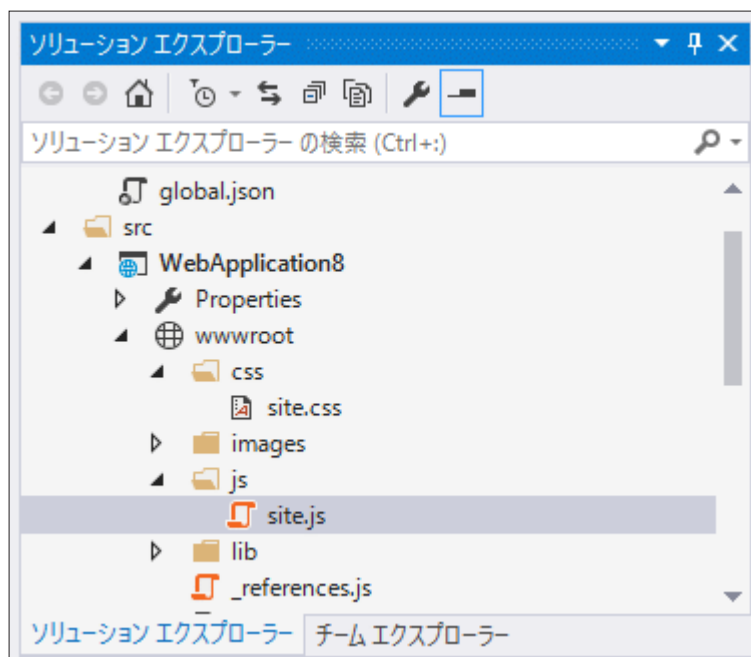 ソリューション エクスプローラー
ソリューション エクスプローラー の検索 (Ctrl+:)
global.json
src
WebApplication8
Properties
wwwroot
css
site.css
images
js
site.js
lib
_references.js
ソリューション エクスプローラー チーム エクスプローラー